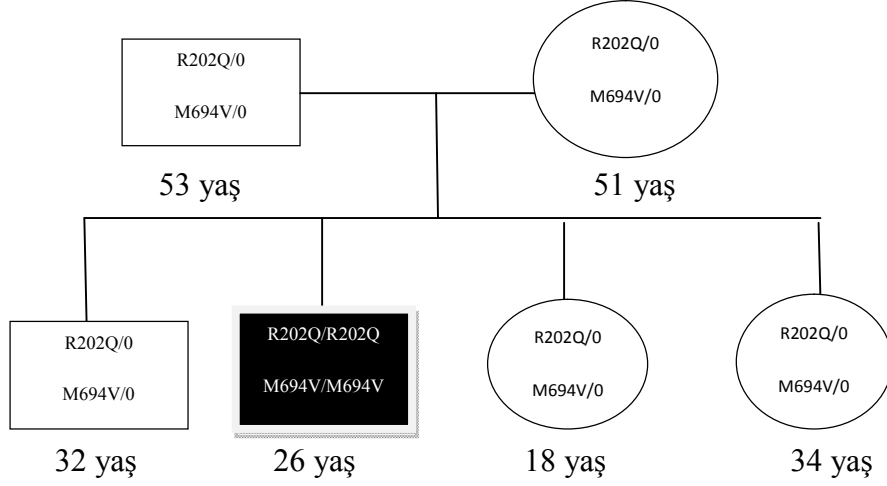 R202Q/0
M694V/0
53 yaş
R202Q/0
M694V/0
51 yaş
R202Q/0
M694V/0
32 yaş
R202Q/R202Q
M694V/M694V
26 yaş
R202Q/0
M694V/0
18 yaş
R202Q/0
M694V/0
34 yaş